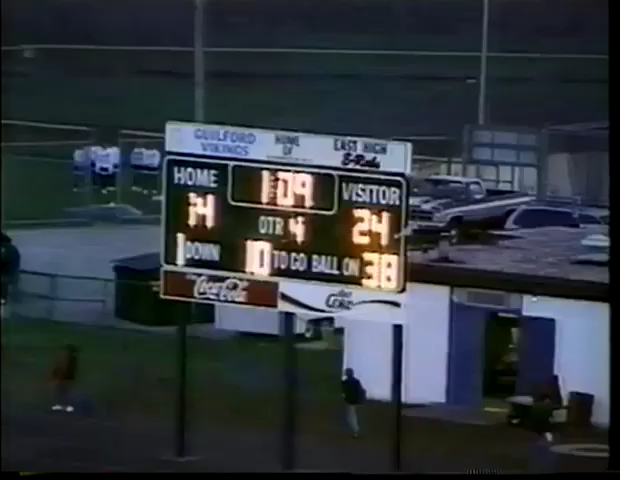 GUILFORD VIKINGS
HOME OF
EAST HIGH E-Rabs
HOME 1:09 VISITOR
14 QTR 4 24
1 DOWN 10 TO GO BALL ON 38
Coca-Cola
Coke